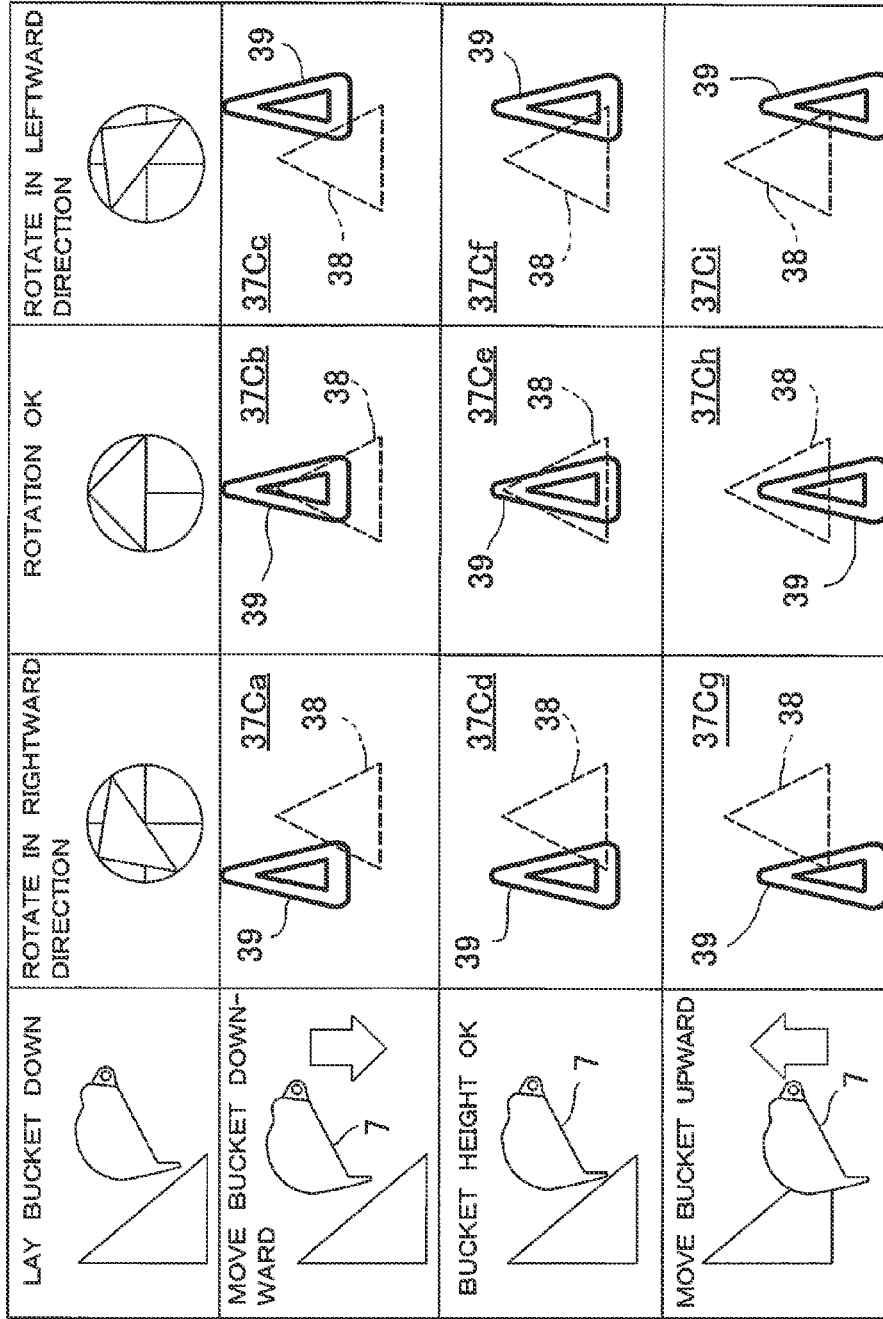 LAY BUCKET DOWN
ROTATE IN RIGHTWARD
DIRECTION
ROTATION OK
ROTATE IN LEFTWARD
DIRECTION
MOVE BUCKET DOWN-
WARD
7
37Ca
39
38
37Cb
39
38
37Cc
39
38
BUCKET HEIGHT OK
7
37Cd
39
38
37Ce
39
38
37Cf
39
38
MOVE BUCKET UPWARD
7
37Cg
39
38
37Ch
38
39
37Ci
39
38